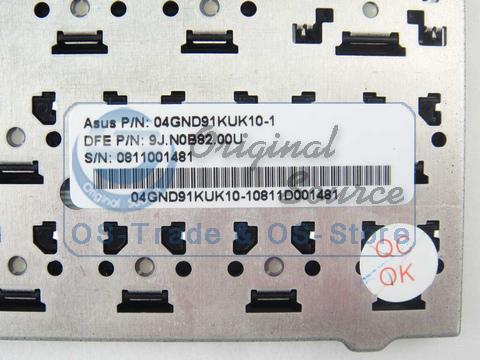 Asus P/N: 04GND91KUK10-1
DFE P/N: 9J.N0B82.00U
S/N: 0811001481
04GND91KUK10-10811D001481
Original
Source
OS Trade & OS Store
QC
OK